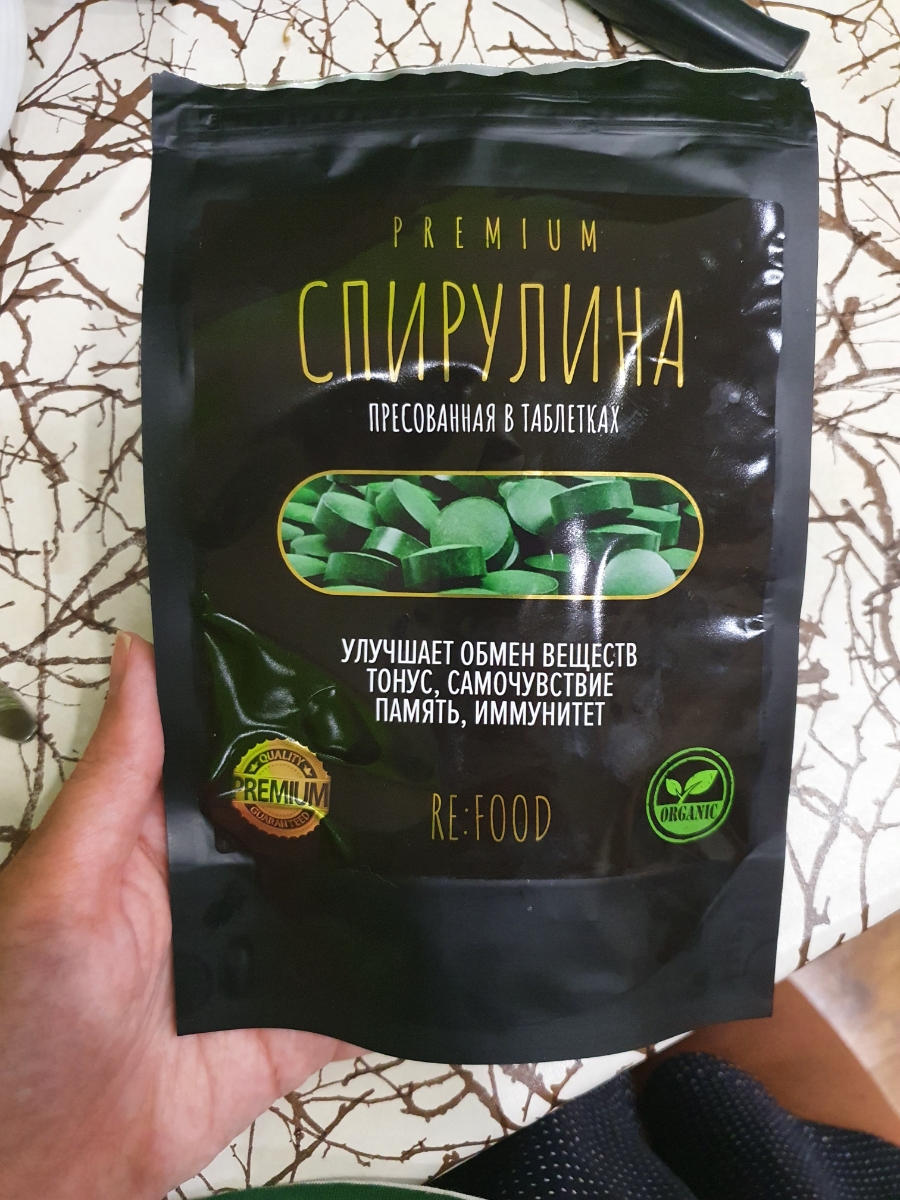 PREMIUM
СПИРУЛИНА
ПРЕСОВАННАЯ В ТАБЛЕТКАХ
УЛУЧШАЕТ ОБМЕН ВЕЩЕСТВ
ТОНУС, САМОЧУВСТВИЕ
ПАМЯТЬ, ИММУНИТЕТ
QUALITY
PREMIUM
GUARANTEED
RE:FOOD
ORGANIC